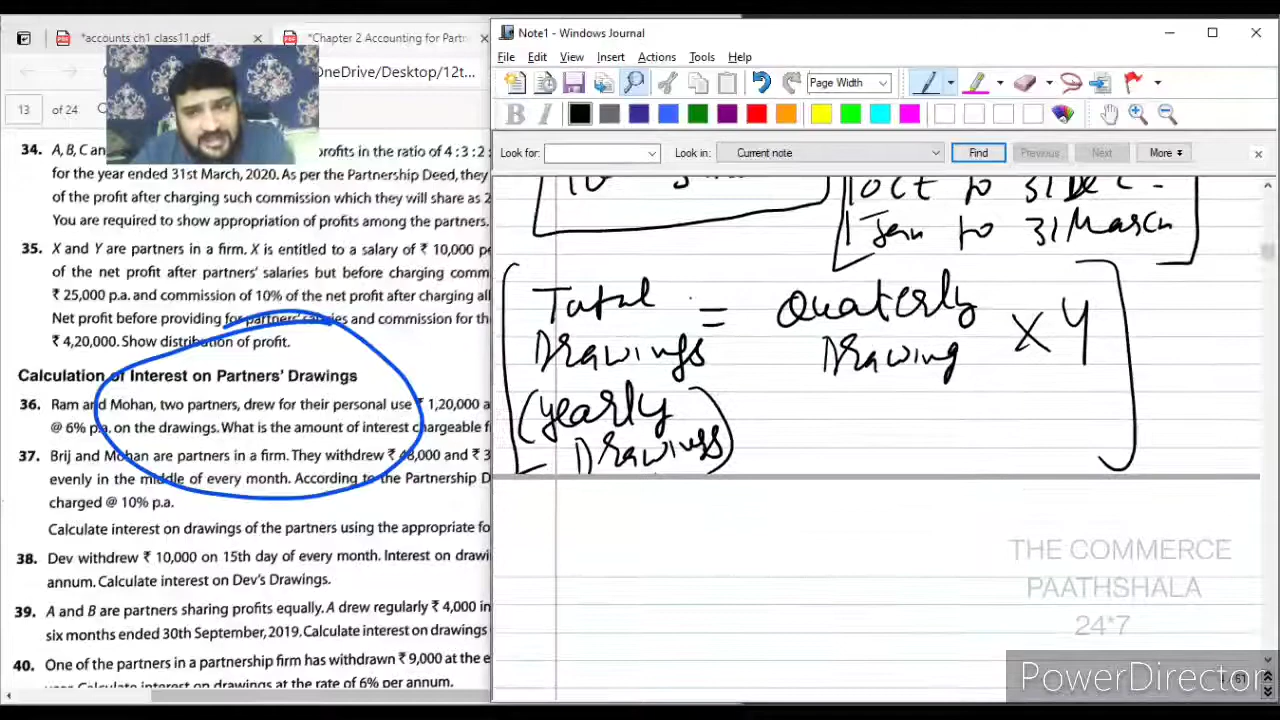 *accounts ch1 class11.pdf
*Chapter 2 Accounting for Partn
OneDrive/Desktop/12t...
13 of 24
34. A, B, C an rofits in the ratio of 4 : 3 : 2 :
for the year ended 31st March, 2020. As per the Partnership Deed, they
of the profit after charging such commission which they will share as 2
You are required to show appropriation of profits among the partners.
35. X and Y are partners in a firm. X is entitled to a salary of ₹ 10,000 pe
of the net profit after partners' salaries but before charging comm
₹ 25,000 p.a. and commission of 10% of the net profit after charging all
Net profit before providing for partners' salaries and commission for th
₹ 4,20,000. Show distribution of profit.
Calculation of Interest on Partners' Drawings
36. Ram and Mohan, two partners, drew for their personal use ₹ 1,20,000 a
@ 6% p.a. on the drawings. What is the amount of interest chargeable f
37. Brij and Mohan are partners in a firm. They withdrew ₹ 48,000 and ₹ 3
evenly in the middle of every month. According to the Partnership D
charged @ 10% p.a.
Calculate interest on drawings of the partners using the appropriate fo
38. Dev withdrew ₹ 10,000 on 15th day of every month. Interest on drawi
annum. Calculate interest on Dev's Drawings.
39. A and B are partners sharing profits equally. A drew regularly ₹ 4,000 in
six months ended 30th September, 2019. Calculate interest on drawings
40. One of the partners in a partnership firm has withdrawn ₹ 9,000 at the e
year. Calculate interest on drawings at the rate of 6% per annum.
Note1 - Windows Journal
File Edit View Insert Actions Tools Help
Page Width
B I
Look for: Look in: Current note Find Previous Next More
Oct to 31 Dec -
Jan to 31 March
Total = Quaterly x 4
Drawings Drawing
(yearly
Drawings)
THE COMMERCE
PAATHSHALA
24*7
PowerDirector